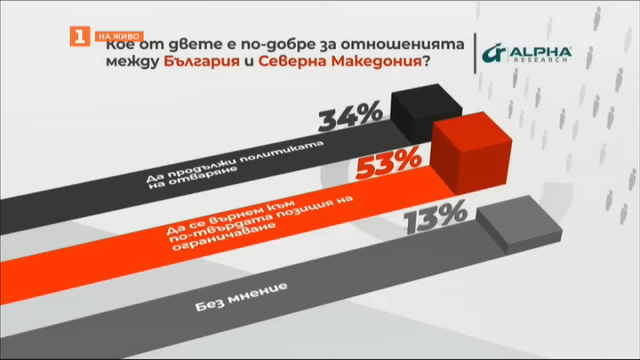 1 НА ЖИВО
Кое от двете е по-добре за отношенията
между България и Северна Македония?
ALPHA
RESEARCH
34%
Да продължи политиката
на отваряне
53%
Да се върнем към
по-твърдата позиция на
ограничаване
13%
Без мнение